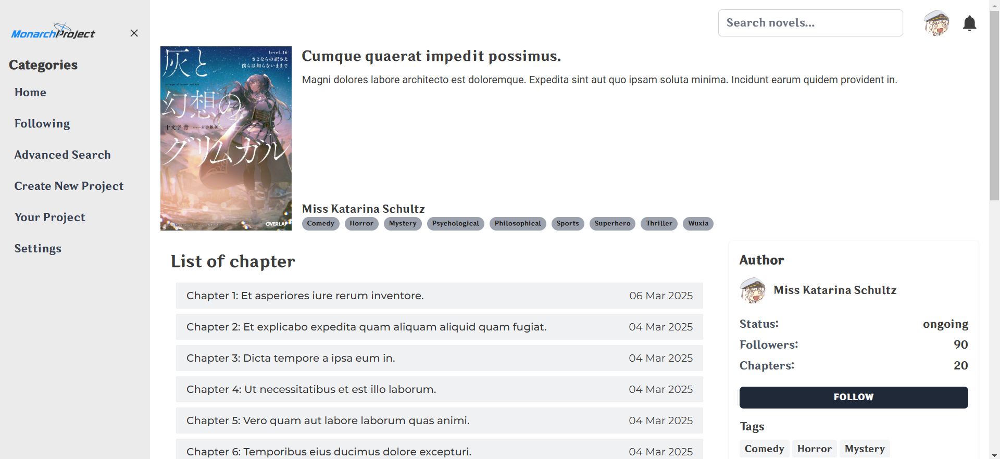 MonarchProject
Categories
Home
Following
Advanced Search
Create New Project
Your Project
Settings
Search novels...
level.16
さよならの訳さえ
僕らは知らないままで
灰と
幻想の
十文字 青
グリムガル
OVERLAP
Cumque quaerat impedit possimus.
Magni dolores labore architecto est doloremque. Expedita sint aut quo ipsam soluta minima. Incidunt earum quidem provident in.
Miss Katarina Schultz
Comedy Horror Mystery Psychological Philosophical Sports Superhero Thriller Wuxia
List of chapter
Chapter 1: Et asperiores iure rerum inventore. 06 Mar 2025
Chapter 2: Et explicabo expedita quam aliquam aliquid quam fugiat. 04 Mar 2025
Chapter 3: Dicta tempore a ipsa eum in. 04 Mar 2025
Chapter 4: Ut necessitatibus et est illo laborum. 04 Mar 2025
Chapter 5: Vero quam aut labore laborum quas animi. 04 Mar 2025
Chapter 6: Temporibus eius ducimus dolore excepturi. 04 Mar 2025
Author
Miss Katarina Schultz
Status: ongoing
Followers: 90
Chapters: 20
FOLLOW
Tags
Comedy Horror Mystery